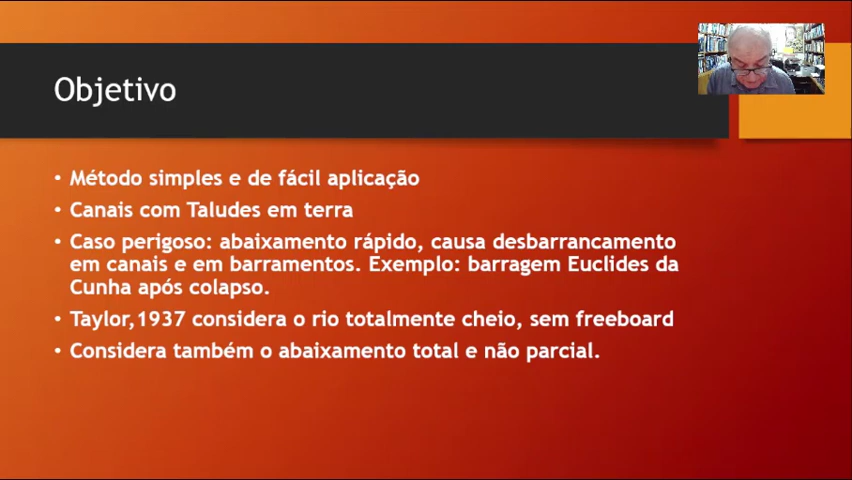 Objetivo
• Método simples e de fácil aplicação
• Canais com Taludes em terra
• Caso perigoso: abaixamento rápido, causa desbarrancamento
em canais e em barramentos. Exemplo: barragem Euclides da
Cunha após colapso.
• Taylor,1937 considera o rio totalmente cheio, sem freeboard
• Considera também o abaixamento total e não parcial.